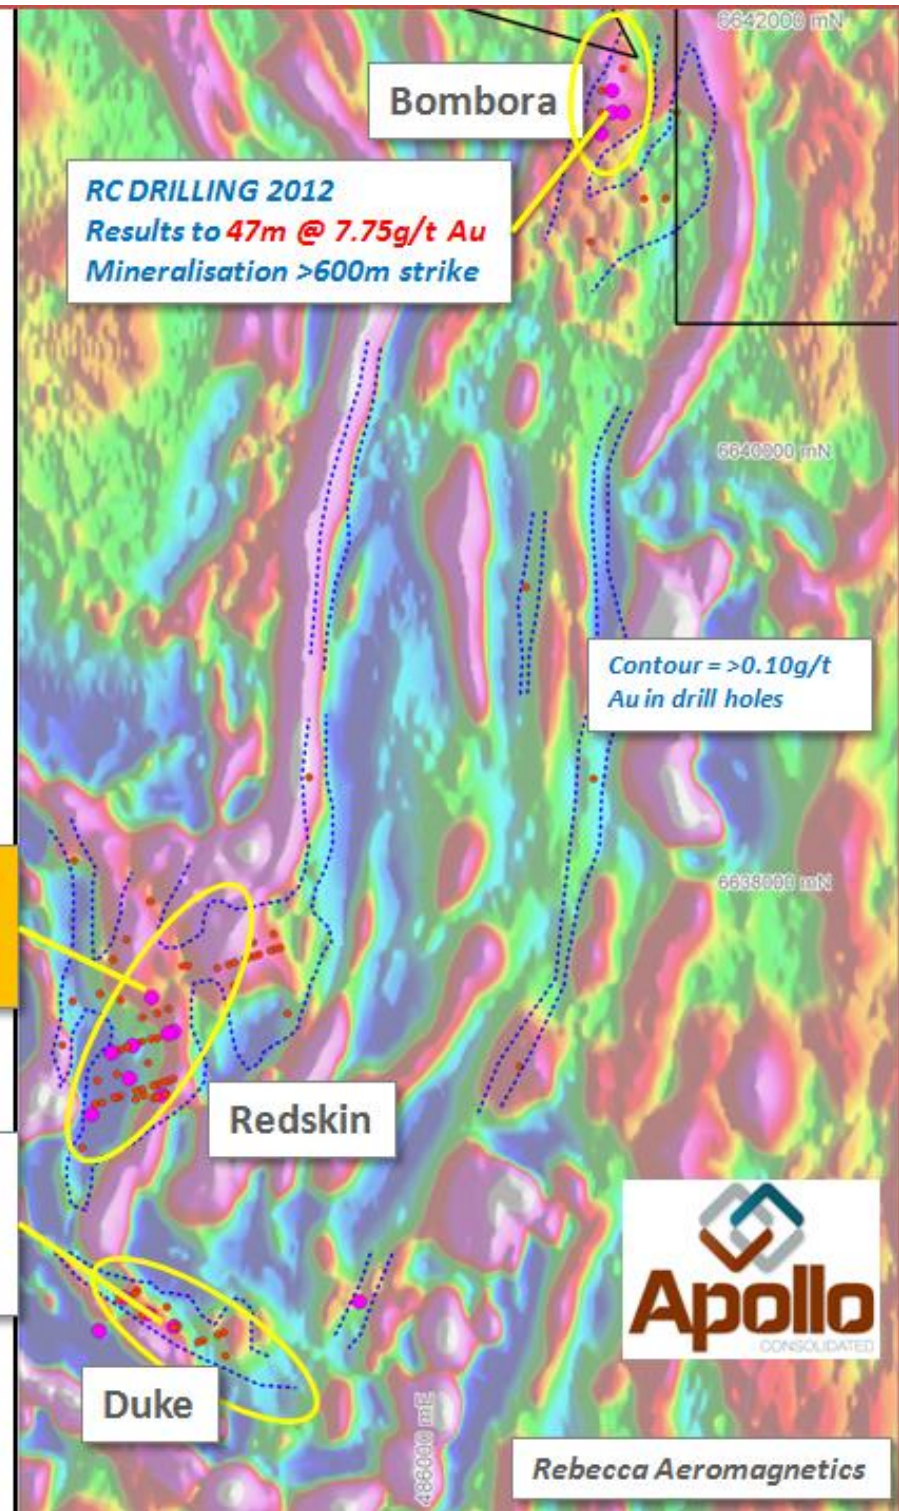 6642000 mN
Bombora
RC DRILLING 2012
Results to 47m @ 7.75g/t Au
Mineralisation >600m strike
6640000 mN
Contour = >0.10g/t
Au in drill holes
6638000 mN
Redskin
Apollo
CONSOLIDATED
Duke
486000 mE
Rebecca Aeromagnetics